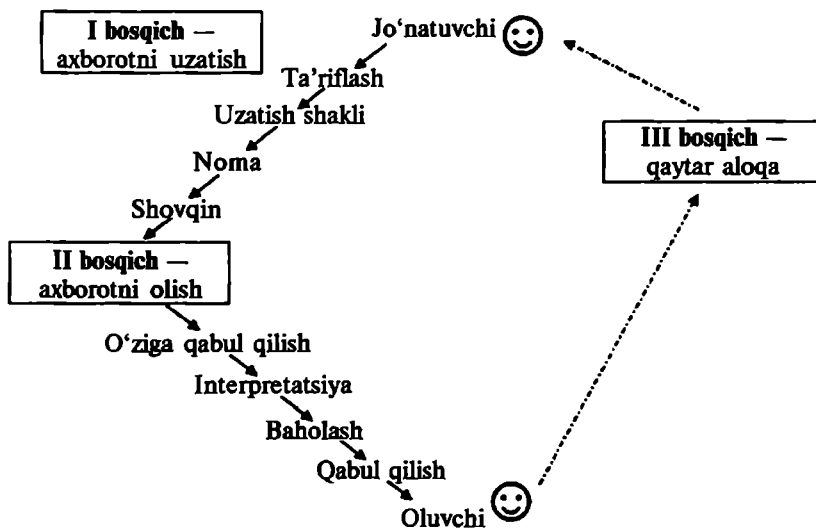 I bosqich —
axborotni uzatish
Jo‘natuvchi
Ta’riflash
Uzatish shakli
Noma
Shovqin
II bosqich —
axborotni olish
O‘ziga qabul qilish
Interpretatsiya
Baholash
Qabul qilish
Oluvchi
III bosqich —
qaytar aloqa